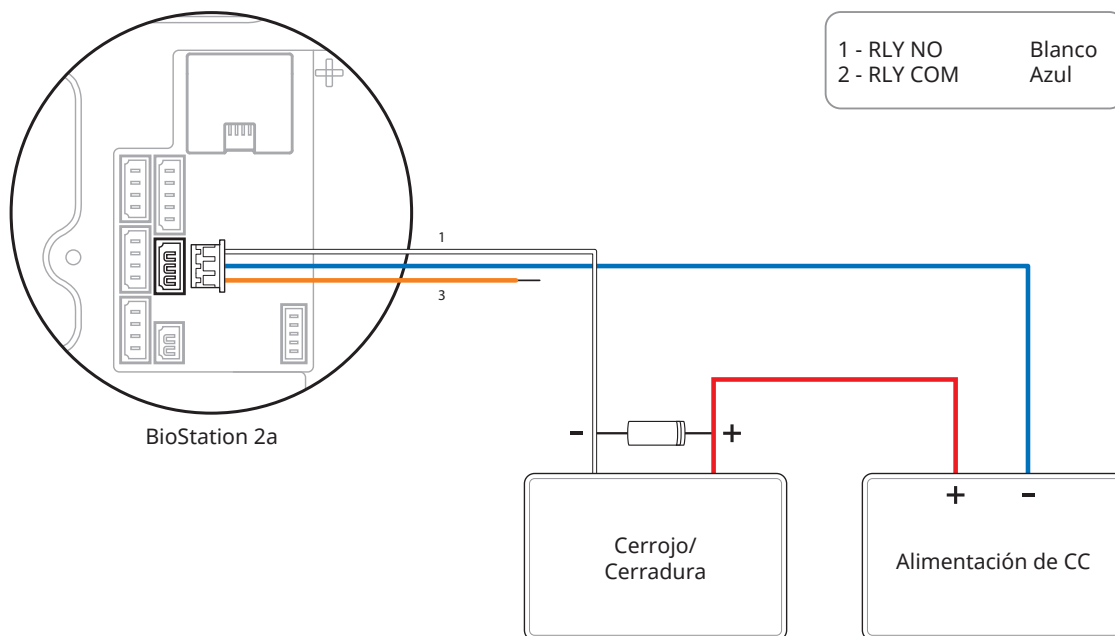 1 - RLY NO Blanco
2 - RLY COM Azul
1
3
BioStation 2a
- +
+ -
Cerrojo/
Cerradura
Alimentación de CC